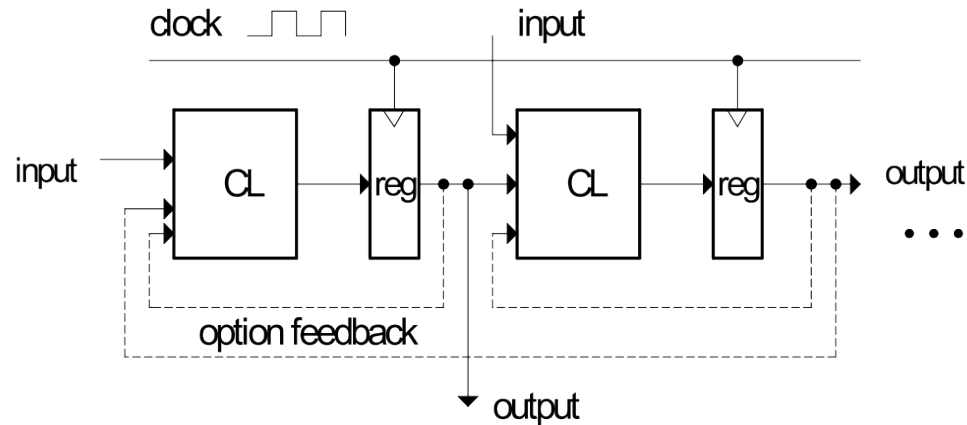 clock
input
input
CL
reg
CL
reg
output
option feedback
output